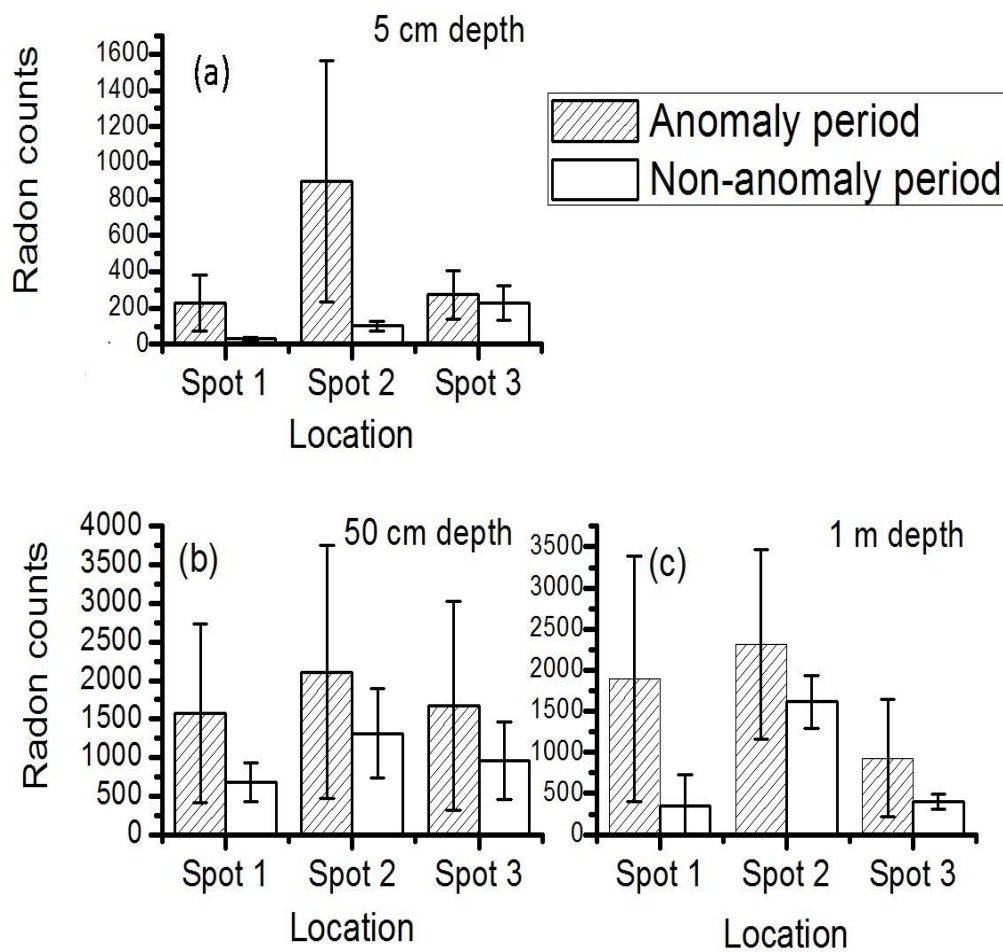 5 cm depth
(a)
Radon counts
1600
1400
1200
1000
800
600
400
200
0
Spot 1 Spot 2 Spot 3
Location
Anomaly period
Non-anomaly period
50 cm depth
(b)
Radon counts
4000
3500
3000
2500
2000
1500
1000
500
0
Spot 1 Spot 2 Spot 3
Location
1 m depth
(c)
3500
3000
2500
2000
1500
1000
500
0
Spot 1 Spot 2 Spot 3
Location